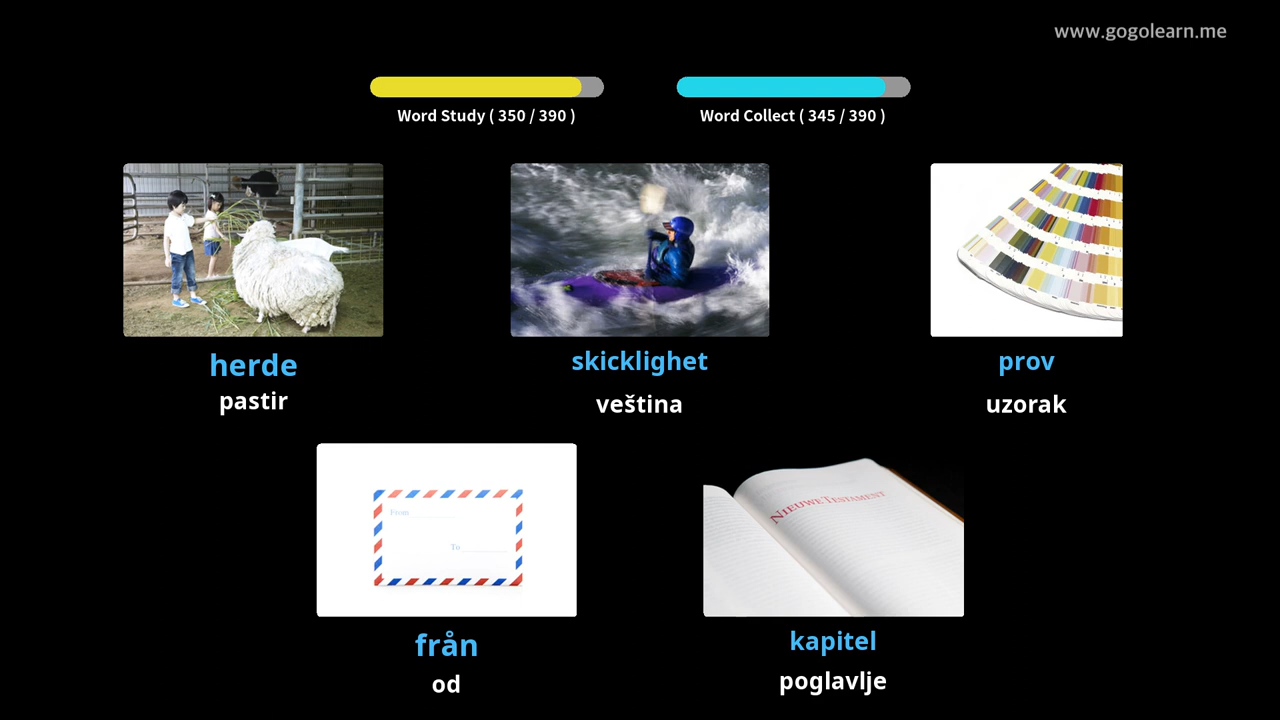 www.gogolearn.me
Word Study ( 350 / 390 )
Word Collect ( 345 / 390 )
herde
pastir
skicklighet
veština
prov
uzorak
From
To
NIEUWE TESTAMENT
från
od
kapitel
poglavlje